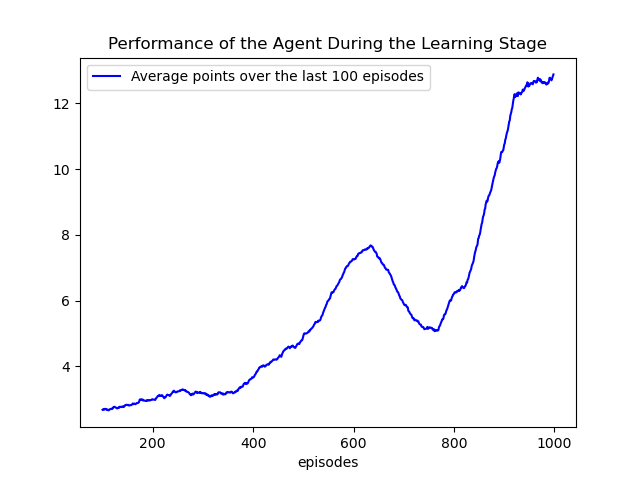 Performance of the Agent During the Learning Stage
Average points over the last 100 episodes
12
10
8
6
4
200 400 600 800 1000
episodes